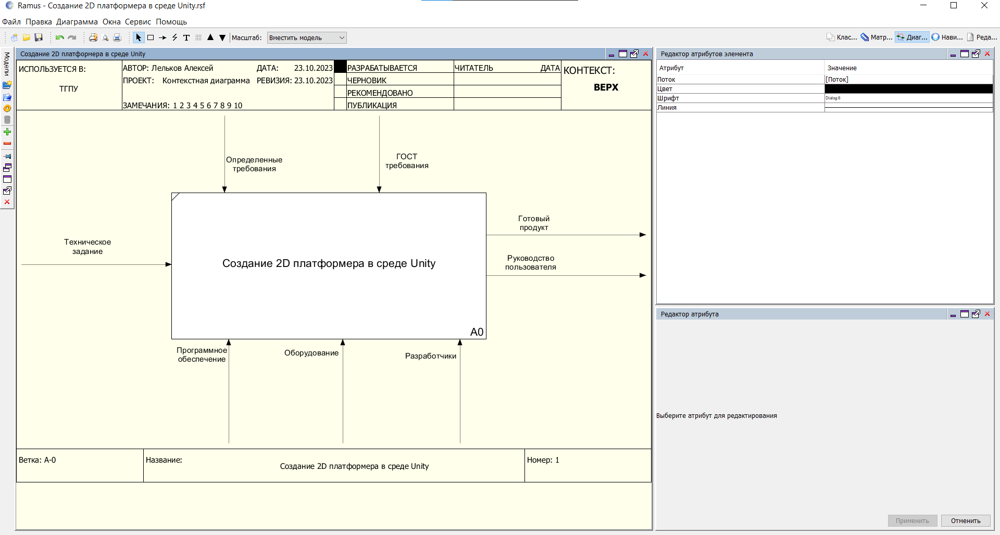 Ramus - Создание 2D платформера в среде Unity.rsf
Файл Правка Диаграмма Окна Сервис Помощь
Масштаб: Вместить модель
Клас... Матр... Диаг... Нави... Реда...
Модели
Создание 2D платформера в среде Unity
ИСПОЛЬЗУЕТСЯ В:
ТГПУ
АВТОР: Лельков Алексей ДАТА: 23.10.2023
ПРОЕКТ: Контекстная диаграмма РЕВИЗИЯ: 23.10.2023
ЗАМЕЧАНИЯ: 1 2 3 4 5 6 7 8 9 10
РАЗРАБАТЫВАЕТСЯ
ЧЕРНОВИК
РЕКОМЕНДОВАНО
ПУБЛИКАЦИЯ
ЧИТАТЕЛЬ ДАТА
КОНТЕКСТ:
ВЕРХ
Определенные
требования
ГОСТ
требования
Техническое
задание
Создание 2D платформера в среде Unity
A0
Готовый
продукт
Руководство
пользователя
Программное
обеспечение
Оборудование
Разработчики
Ветка: A-0
Название:
Создание 2D платформера в среде Unity
Номер: 1
Редактор атрибутов элемента
Атрибут Значение
Поток [Поток]
Цвет
Шрифт Dialog 8
Линия
Редактор атрибута
Выберите атрибут для редактирования
Применить Отменить